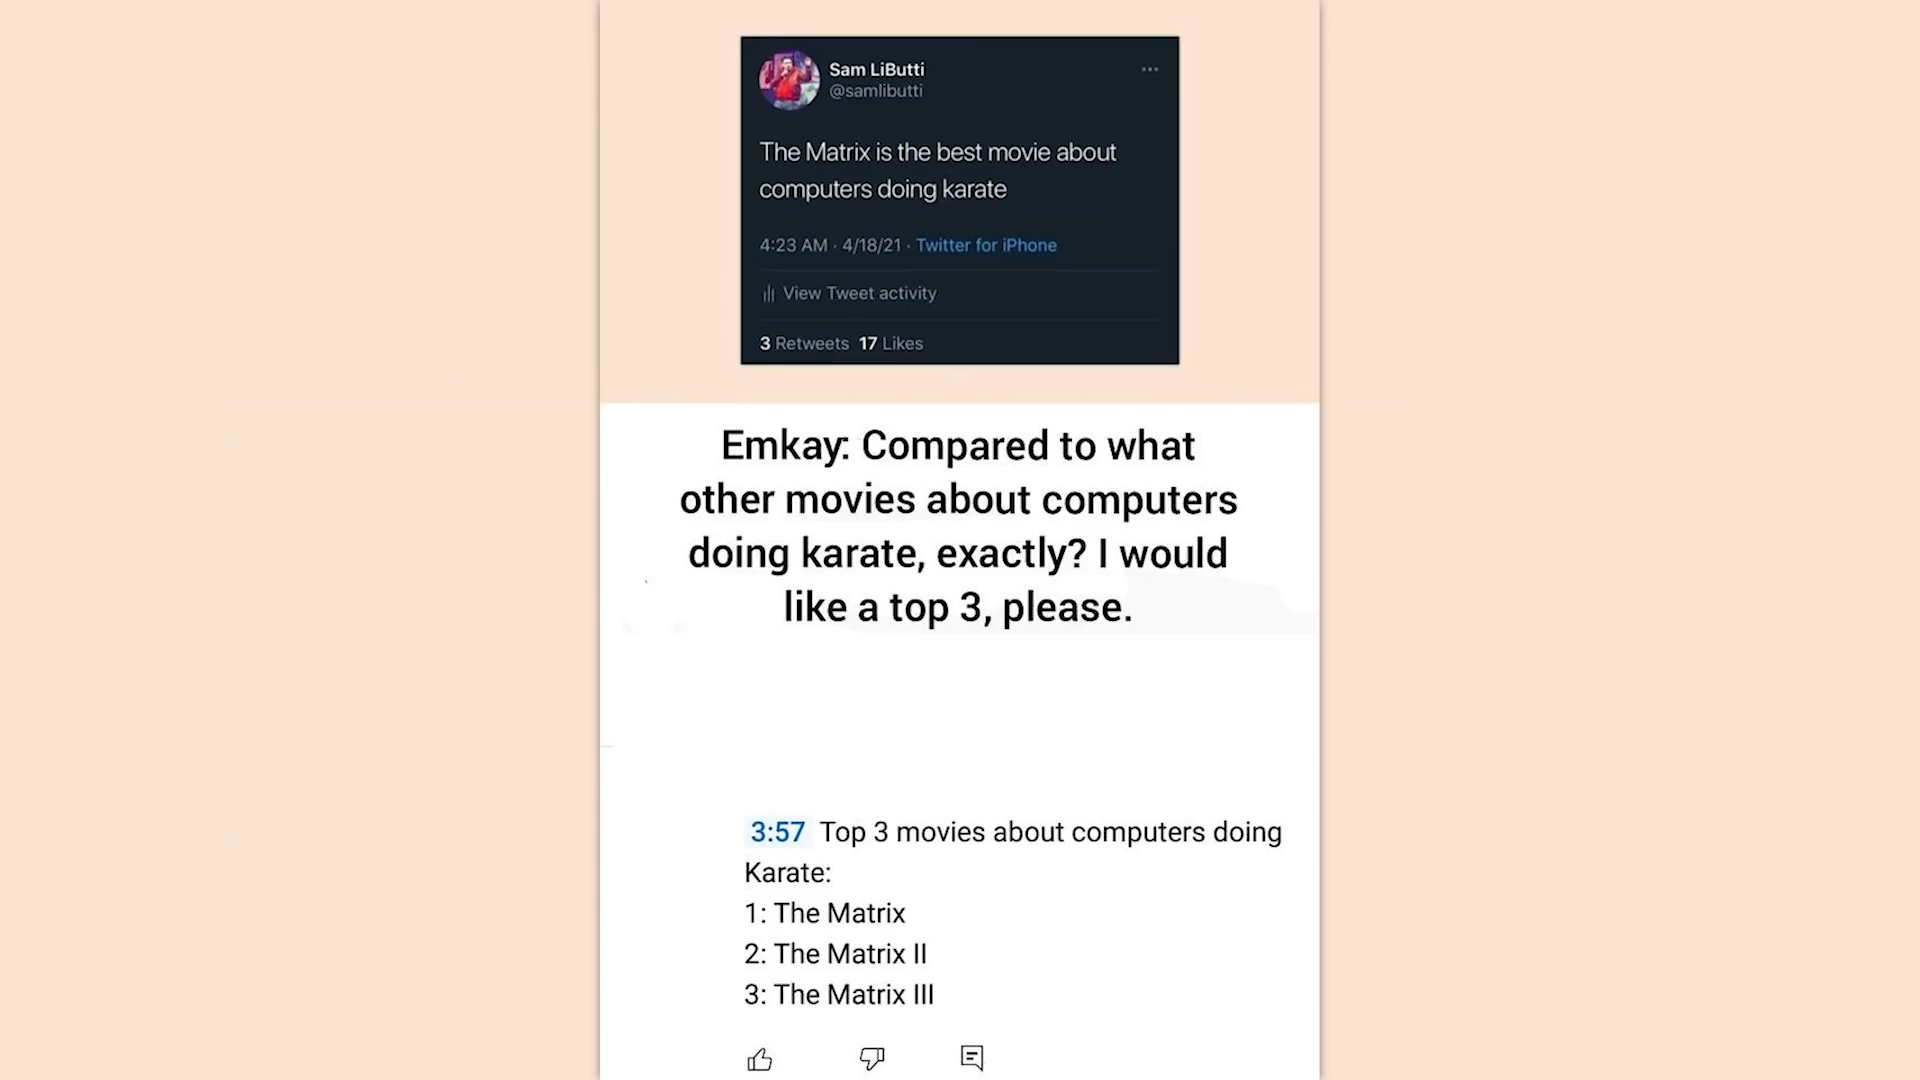 Sam LiButti
@samlibutti
The Matrix is the best movie about
computers doing karate
4:23 AM · 4/18/21 · Twitter for iPhone
View Tweet activity
3 Retweets 17 Likes
Emkay: Compared to what
other movies about computers
doing karate, exactly? I would
like a top 3, please.
3:57 Top 3 movies about computers doing
Karate:
1: The Matrix
2: The Matrix II
3: The Matrix III